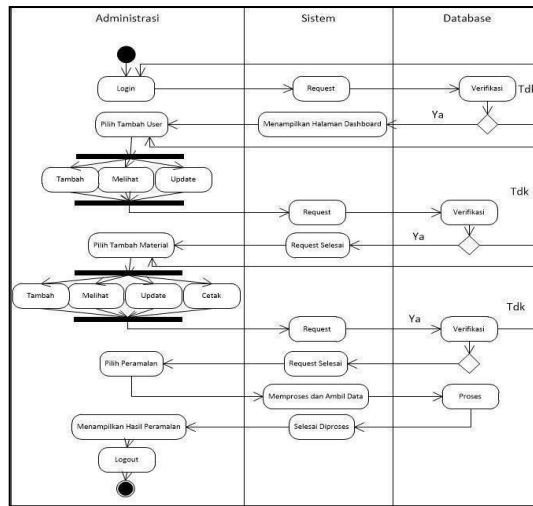 Administrasi
Sistem
Database
Login
Request
Verifikasi
Tdk
Ya
Pilih Tambah User
Menampilkan Halaman Dashboard
Tambah
Melihat
Update
Tdk
Request
Verifikasi
Ya
Pilih Tambah Material
Request Selesai
Tambah
Melihat
Update
Cetak
Tdk
Ya
Request
Verifikasi
Pilih Peramalan
Request Selesai
Memproses dan Ambil Data
Proses
Menampilkan Hasil Peramalan
Selesai Diproses
Logout